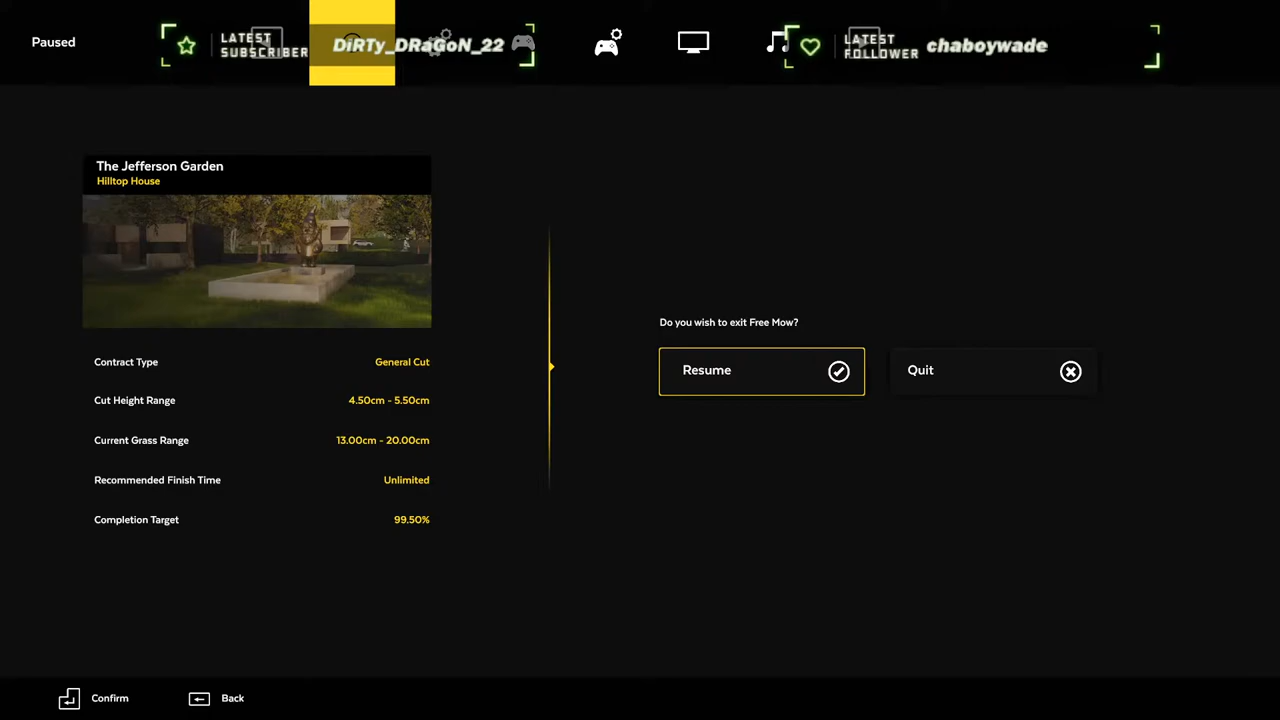 Paused
LATEST
SUBSCRIBER
DiRTy_DRaGoN_22
LATEST
FOLLOWER
chaboywade
The Jefferson Garden
Hilltop House
Contract Type General Cut
Cut Height Range 4.50cm - 5.50cm
Current Grass Range 13.00cm - 20.00cm
Recommended Finish Time Unlimited
Completion Target 99.50%
Do you wish to exit Free Mow?
Resume
Quit
Confirm
Back